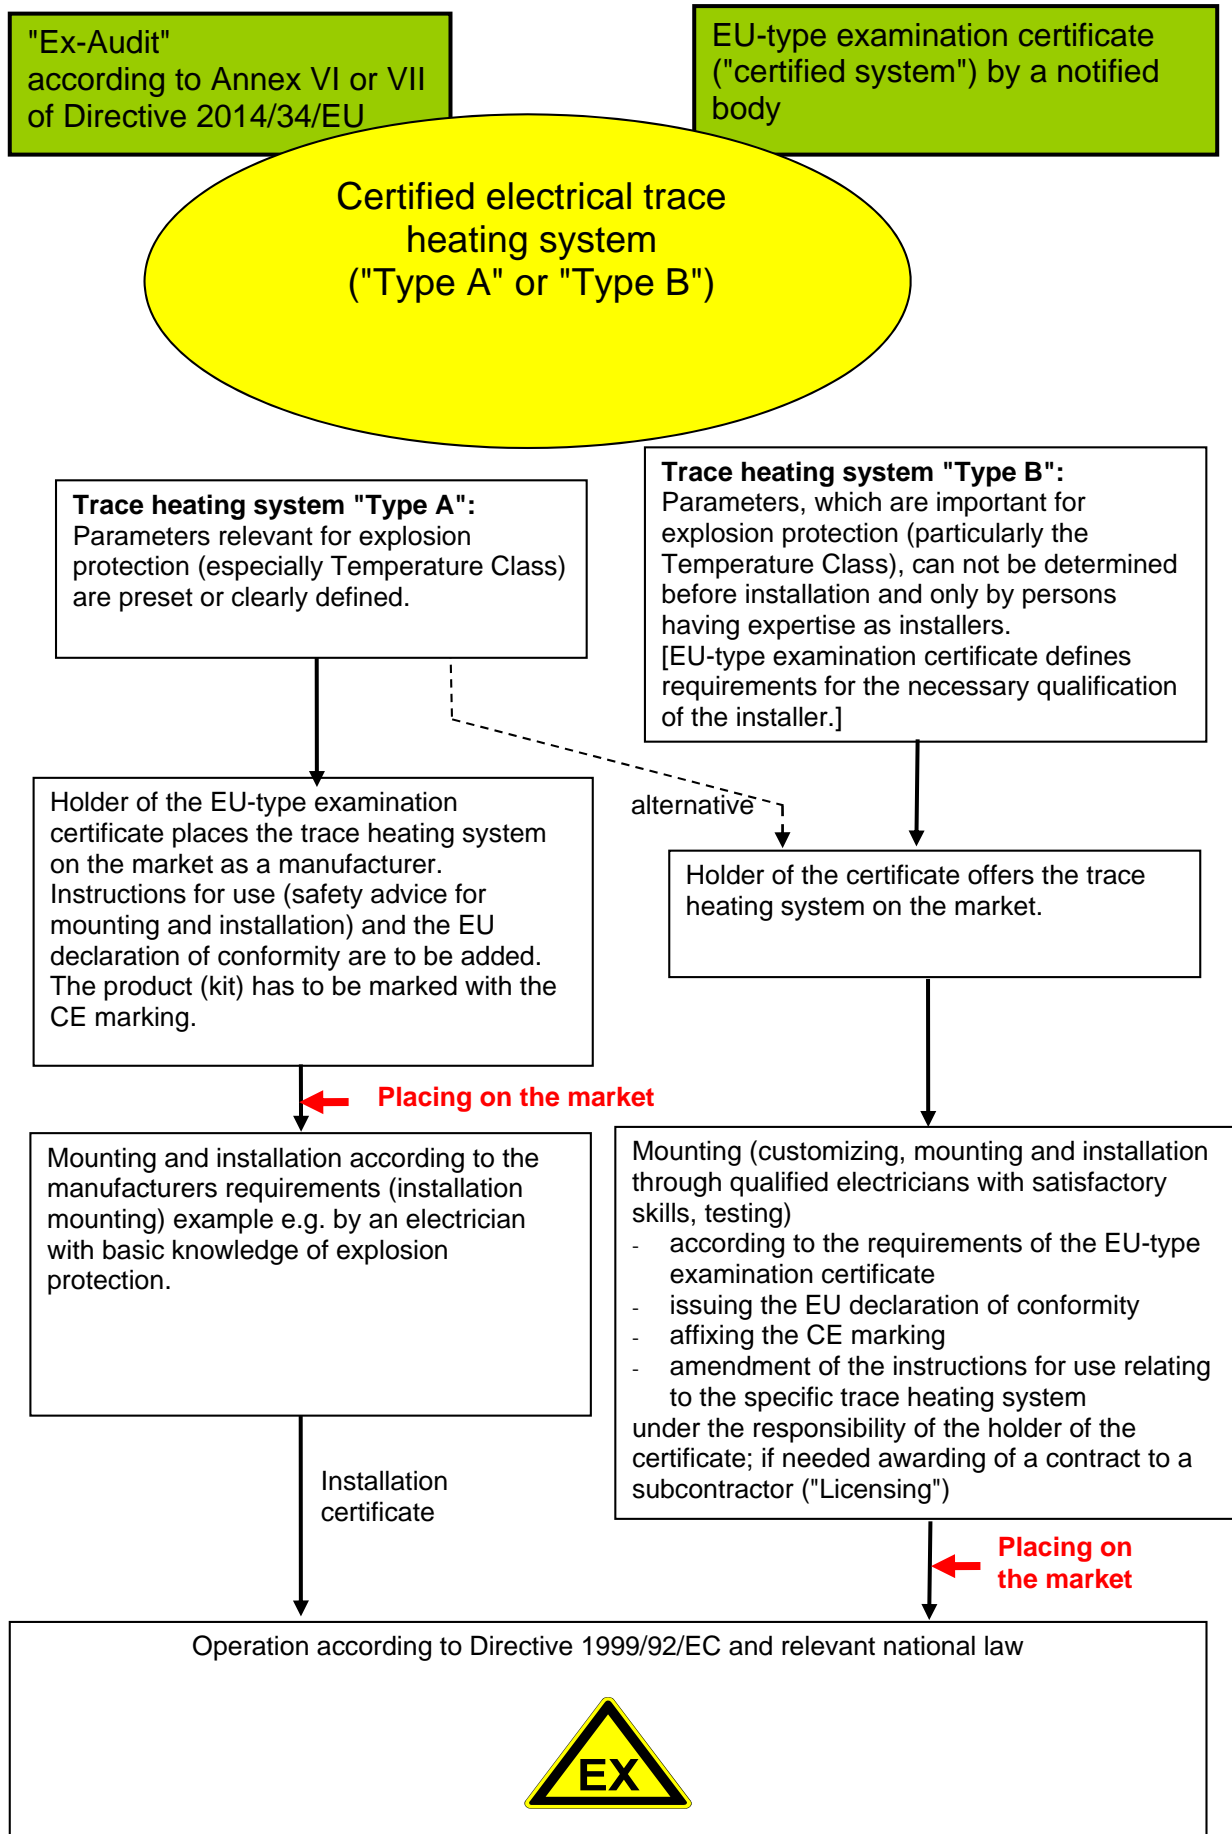 "Ex-Audit"
according to Annex VI or VII
of Directive 2014/34/EU
EU-type examination certificate
("certified system") by a notified
body
Certified electrical trace
heating system
("Type A" or "Type B")
Trace heating system "Type A":
Parameters relevant for explosion
protection (especially Temperature Class)
are preset or clearly defined.
Trace heating system "Type B":
Parameters, which are important for
explosion protection (particularly the
Temperature Class), can not be determined
before installation and only by persons
having expertise as installers.
[EU-type examination certificate defines
requirements for the necessary qualification
of the installer.]
alternative
Holder of the EU-type examination
certificate places the trace heating system
on the market as a manufacturer.
Instructions for use (safety advice for
mounting and installation) and the EU
declaration of conformity are to be added.
The product (kit) has to be marked with the
CE marking.
Holder of the certificate offers the trace
heating system on the market.
Placing on the market
Mounting and installation according to the
manufacturers requirements (installation
mounting) example e.g. by an electrician
with basic knowledge of explosion
protection.
Mounting (customizing, mounting and installation
through qualified electricians with satisfactory
skills, testing)
- according to the requirements of the EU-type
examination certificate
- issuing the EU declaration of conformity
- affixing the CE marking
- amendment of the instructions for use relating
to the specific trace heating system
under the responsibility of the holder of the
certificate; if needed awarding of a contract to a
subcontractor ("Licensing")
Installation
certificate
Placing on
the market
Operation according to Directive 1999/92/EC and relevant national law
EX